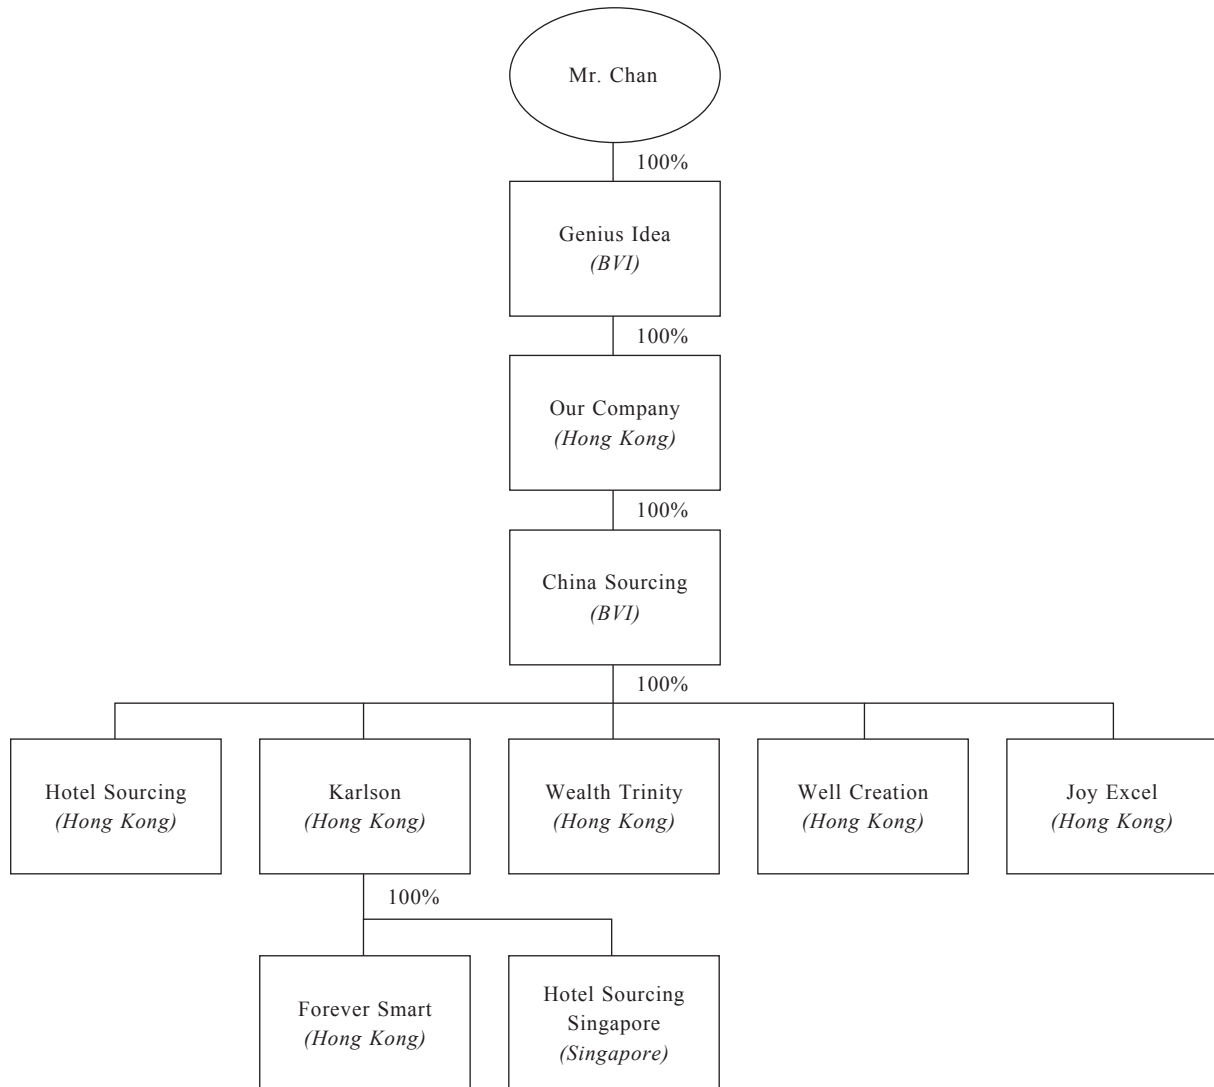 Mr. Chan
100%
Genius Idea
(BVI)
100%
Our Company
(Hong Kong)
100%
China Sourcing
(BVI)
100%
Hotel Sourcing
(Hong Kong)
Karlson
(Hong Kong)
Wealth Trinity
(Hong Kong)
Well Creation
(Hong Kong)
Joy Excel
(Hong Kong)
100%
Forever Smart
(Hong Kong)
Hotel Sourcing
Singapore
(Singapore)